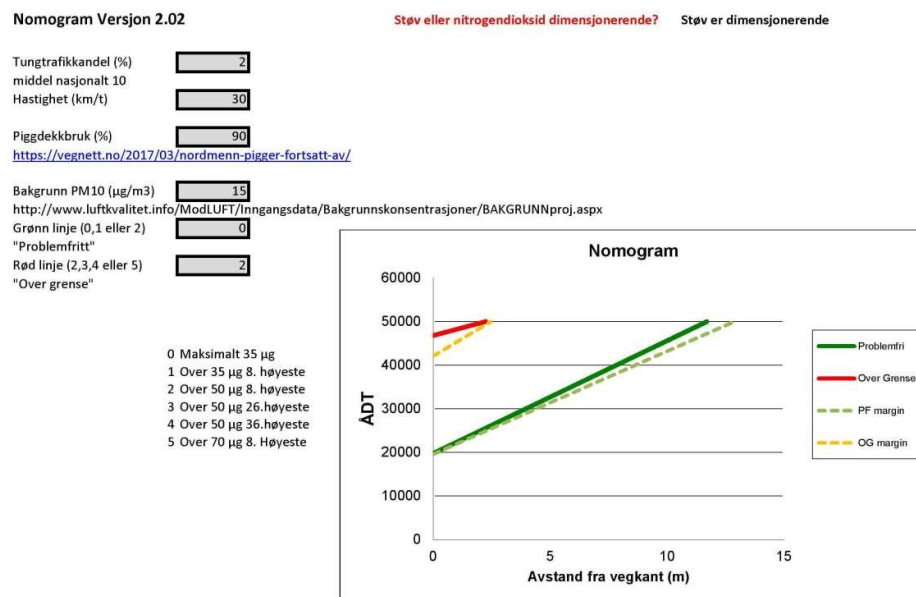 Nomogram Versjon 2.02
Støv eller nitrogendioksid dimensjonerende? Støv er dimensjonerende
Tungtrafikkandel (%) 2
middel nasjonalt 10
Hastighet (km/t) 30
Piggdekkbruk (%) 90
https://vegnett.no/2017/03/nordmenn-pigger-fortsatt-av/
Bakgrunn PM10 (µg/m3) 15
http://www.luftkvalitet.info/ModLUFT/Inngangsdata/Bakgrunnskonsentrasjoner/BAKGRUNNproj.aspx
Grønn linje (0,1 eller 2) 0
"Problemfritt"
Rød linje (2,3,4 eller 5) 2
"Over grense"
0 Maksimalt 35 µg
1 Over 35 µg 8. høyeste
2 Over 50 µg 8. høyeste
3 Over 50 µg 26.høyeste
4 Over 50 µg 36.høyeste
5 Over 70 µg 8. Høyeste
Nomogram
60000
50000
40000
30000
20000
10000
0
ÅDT
0 5 10 15
Avstand fra vegkant (m)
Problemfri
Over Grense
PF margin
OG margin